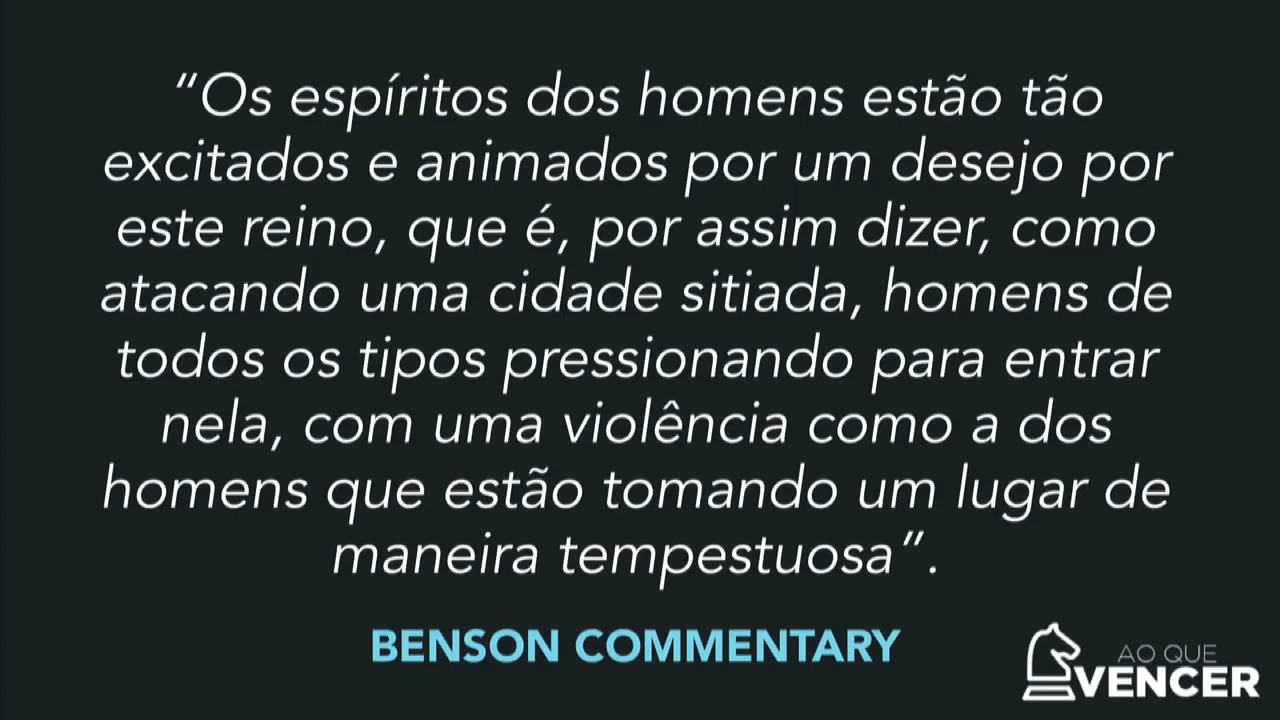 “Os espíritos dos homens estão tão
excitados e animados por um desejo por
este reino, que é, por assim dizer, como
atacando uma cidade sitiada, homens de
todos os tipos pressionando para entrar
nela, com uma violência como a dos
homens que estão tomando um lugar de
maneira tempestuosa”.
BENSON COMMENTARY
AO QUE
VENCER